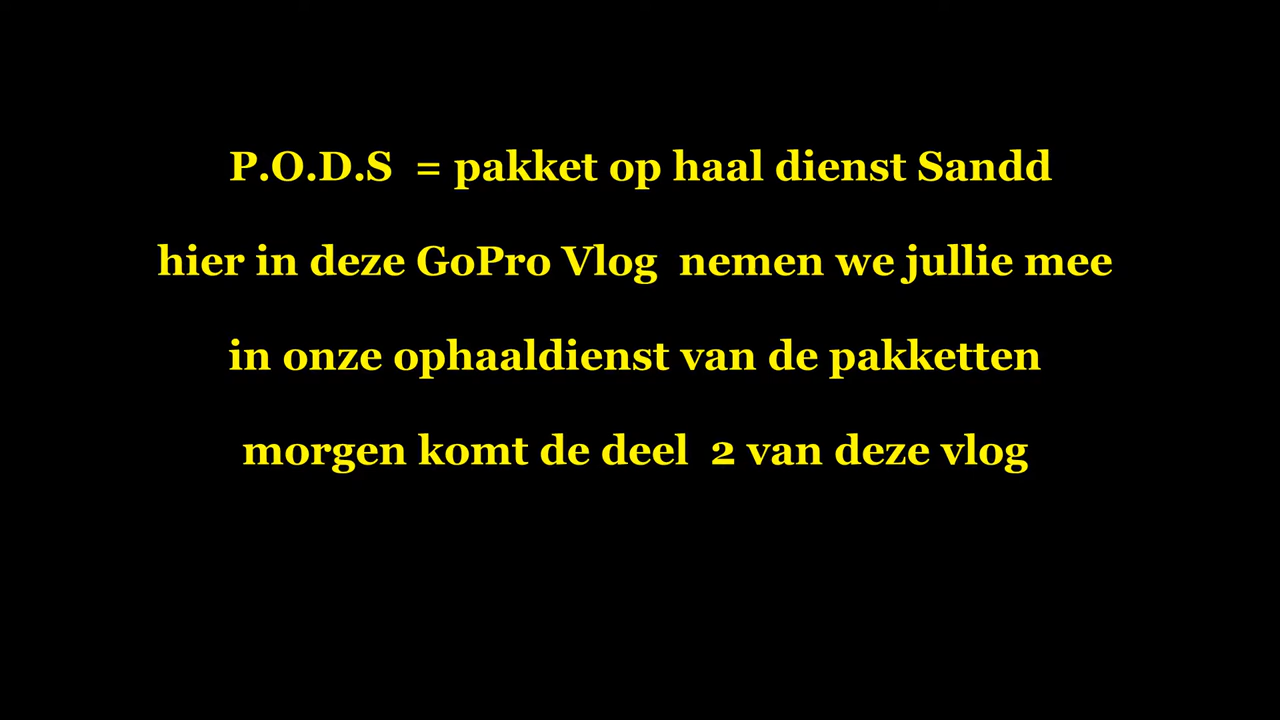 P.O.D.S  = pakket op haal dienst Sandd
hier in deze GoPro Vlog  nemen we jullie mee
in onze ophaaldienst van de pakketten
morgen komt de deel  2 van deze vlog